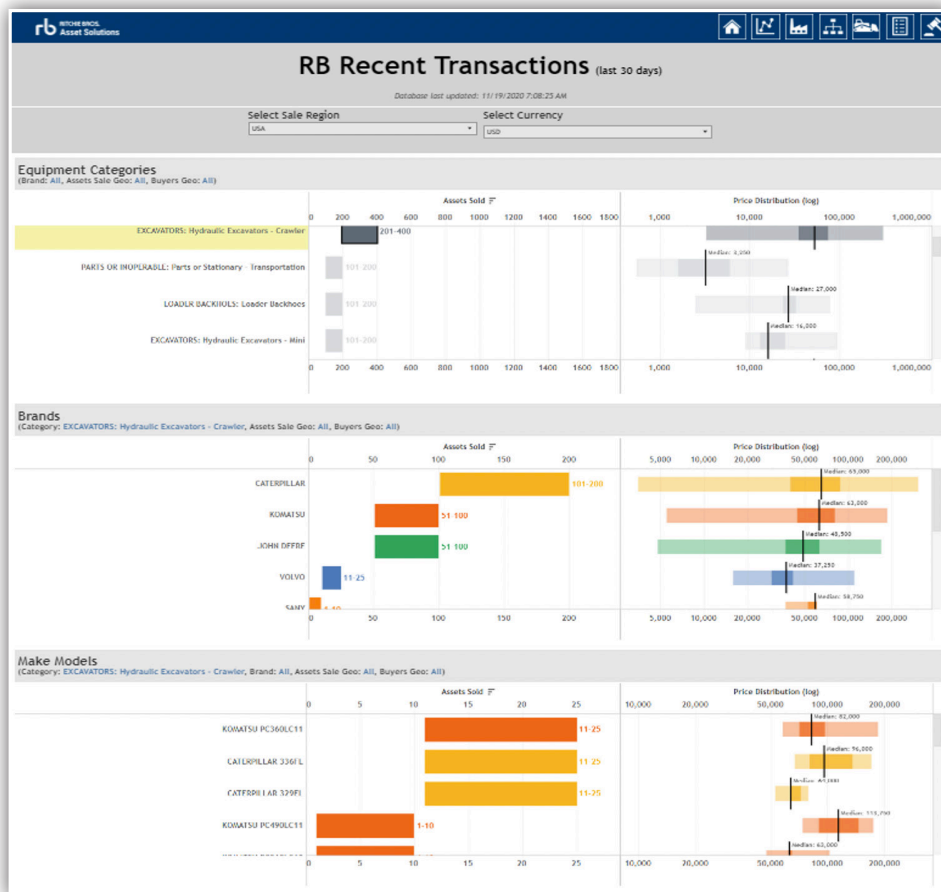 rb RITCHIE BROS.
Asset Solutions
RB Recent Transactions (last 30 days)
Database last updated: 11/19/2020 7:08:25 AM
Select Sale Region
Select Currency
USA
USD
Equipment Categories
(Brand: All, Assets Sale Geo: All, Buyers Geo: All)
Assets Sold
Price Distribution (log)
0 200 400 600 800 1000 1200 1400 1600 1800
1,000 10,000 100,000 1,000,000
EXCAVATORS: Hydraulic Excavators - Crawler
201-400
PARTS OR INOPERABLE: Parts or Stationary - Transportation
101-200
LOADER BACKHOES: Loader Backhoes
101-200
Median: 27,000
EXCAVATORS: Hydraulic Excavators - Mini
101-200
Median: 16,000
0 200 400 600 800 1000 1200 1400 1600 1800
1,000 10,000 100,000 1,000,000
Brands
(Category: EXCAVATORS: Hydraulic Excavators - Crawler, Assets Sale Geo: All, Buyers Geo: All)
Assets Sold
Price Distribution (log)
0 50 100 150 200
5,000 10,000 20,000 50,000 100,000 200,000
CATERPILLAR
101-200
Median: 65,000
KOMATSU
51-100
Median: 63,000
JOHN DEERE
51-100
Median: 48,500
VOLVO
11-25
Median: 37,250
SANY
Median: 58,750
0 50 100 150 200
5,000 10,000 20,000 50,000 100,000 200,000
Make Models
(Category: EXCAVATORS: Hydraulic Excavators - Crawler, Brand: All, Assets Sale Geo: All, Buyers Geo: All)
Assets Sold
Price Distribution (log)
0 5 10 15 20 25
10,000 20,000 50,000 100,000 200,000
KOMATSU PC360LC11
11-25
Median: 82,000
CATERPILLAR 336FL
11-25
Median: 96,000
CATERPILLAR 329FL
11-25
Median:
KOMATSU PC490LC11
1-10
Median: 113,750
Median: 63,000
0 5 10 15 20 25
10,000 20,000 50,000 100,000 200,000